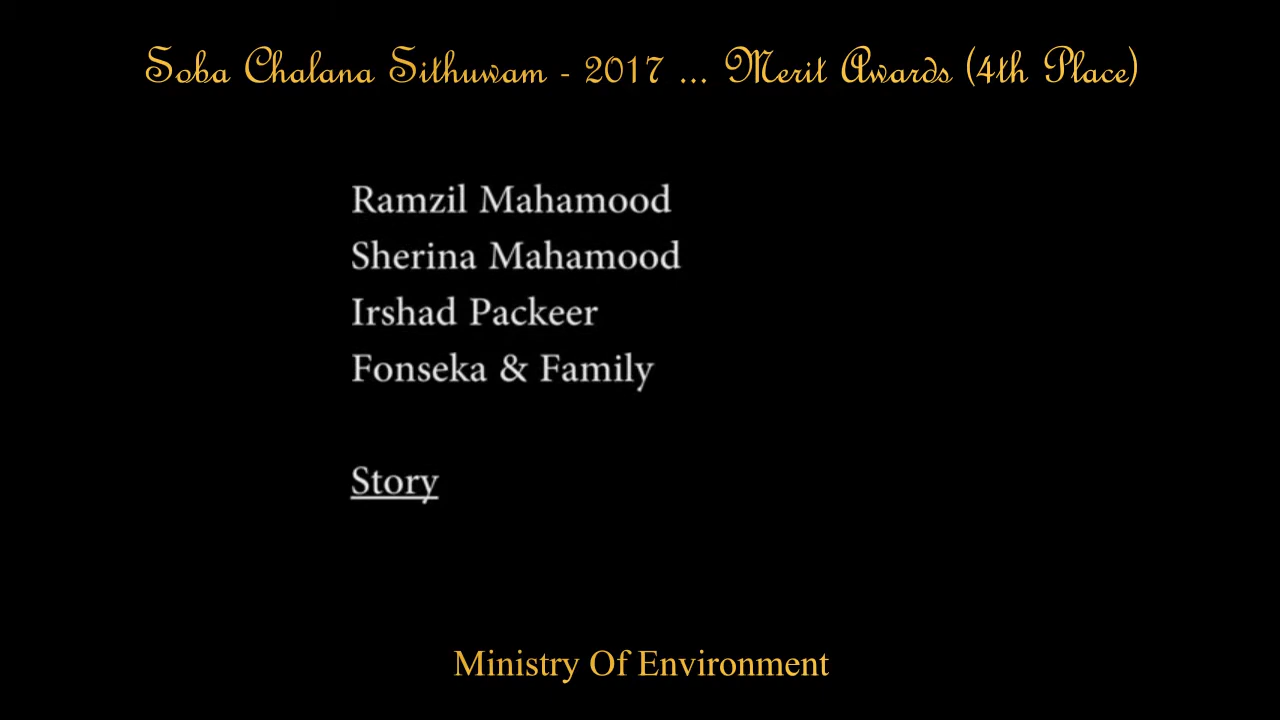 Soba Chalana Sithuwam - 2017 ... Merit Awards (4th Place)
Ramzil Mahamood
Sherina Mahamood
Irshad Packeer
Fonseka & Family
Story
Ministry Of Environment